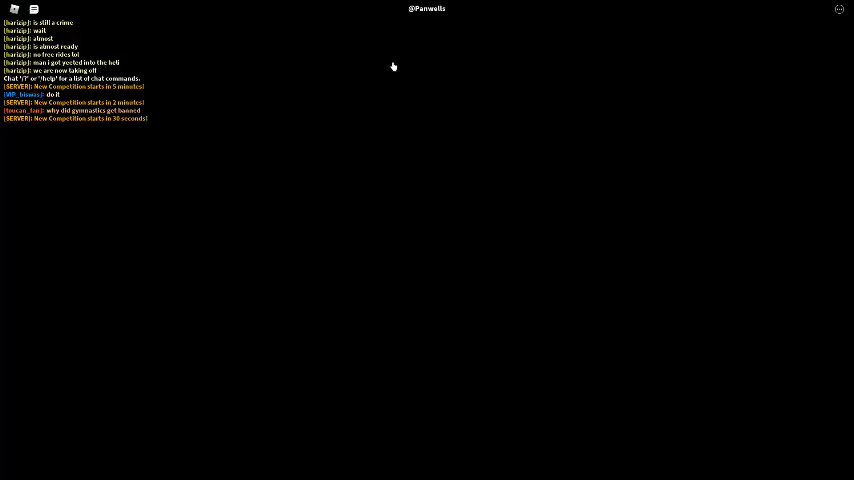 @Panwells
[harizip]: is still a crime
[harizip]: wait
[harizip]: almost
[harizip]: is almost ready
[harizip]: no free rides lol
[harizip]: man i got yeeted into the heli
[harizip]: we are now taking off
Chat '/?' or '/help' for a list of chat commands.
[SERVER]: New Competition starts in 5 minutes!
[VIP_biswas]: do it
[SERVER]: New Competition starts in 2 minutes!
[toucan_fan]: why did gymnastics get banned
[SERVER]: New Competition starts in 30 seconds!